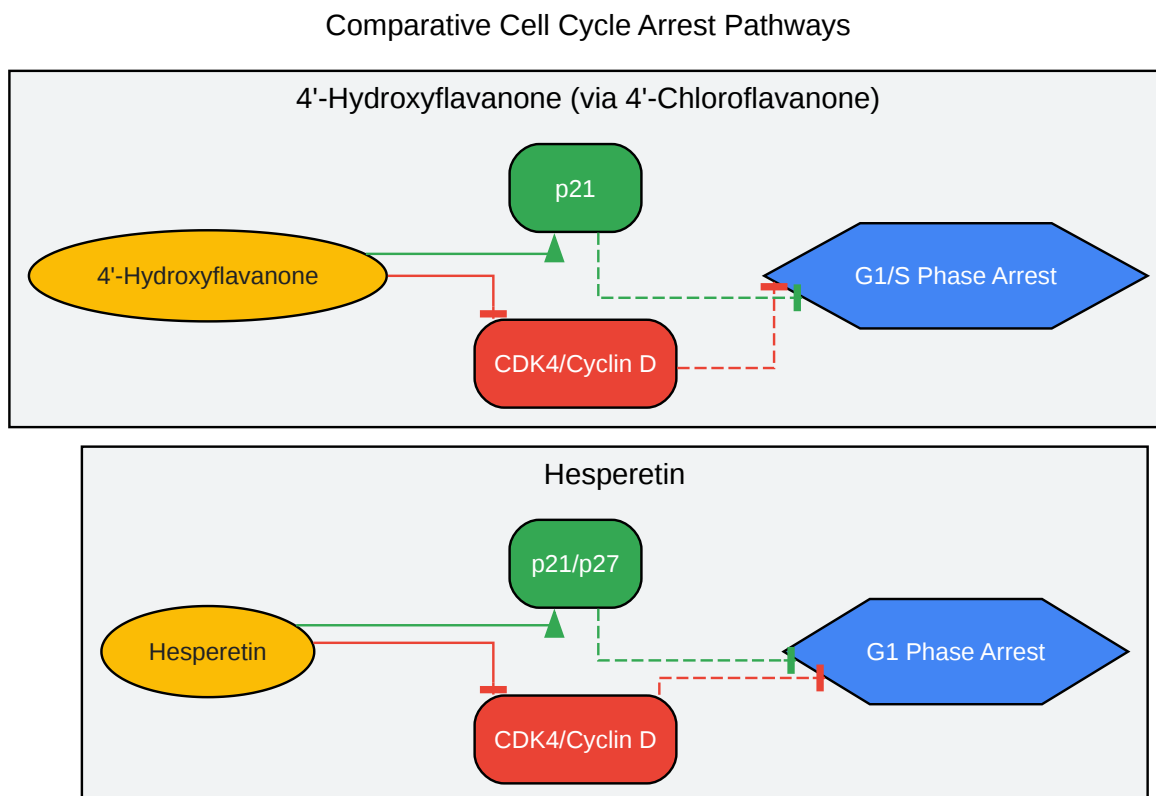 Comparative Cell Cycle Arrest Pathways
4'-Hydroxyflavanone (via 4'-Chloroflavanone)
p21
4'-Hydroxyflavanone
G1/S Phase Arrest
CDK4/Cyclin D
Hesperetin
p21/p27
Hesperetin
G1 Phase Arrest
CDK4/Cyclin D